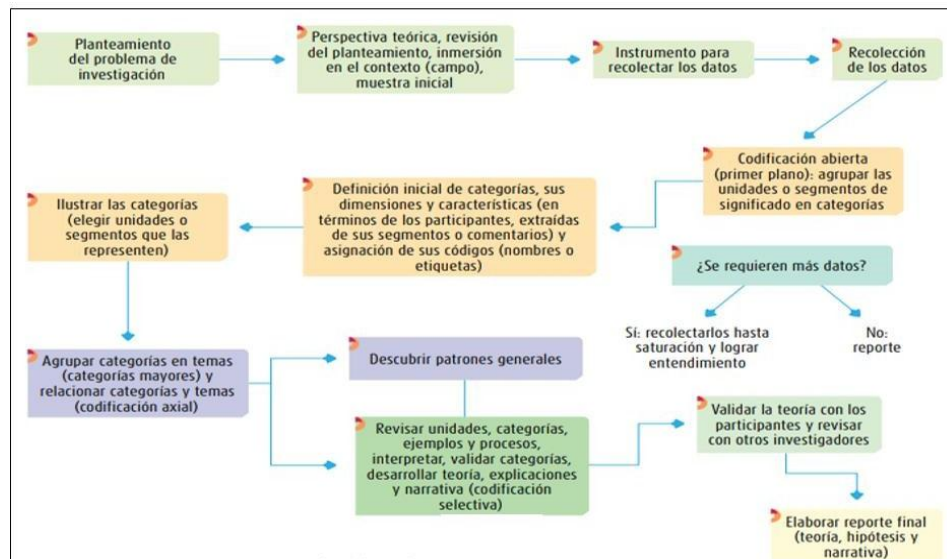 Planteamiento
del problema de
investigación
Perspectiva teórica, revisión
del planteamiento, inmersión
en el contexto (campo),
muestra inicial
Instrumento para
recolectar los datos
Recolección
de los datos
Codificación abierta
(primer plano): agrupar las
unidades o segmentos de
significado en categorías
Definición inicial de categorías, sus
dimensiones y características (en
términos de los participantes, extraídas
de sus segmentos o comentarios) y
asignación de sus códigos (nombres o
etiquetas)
Ilustrar las categorías
(elegir unidades o
segmentos que las
representen)
¿Se requieren más datos?
Sí: recolectarlos hasta
saturación y lograr
entendimiento
No:
reporte
Agrupar categorías en temas
(categorías mayores) y
relacionar categorías y temas
(codificación axial)
Descubrir patrones generales
Revisar unidades, categorías,
ejemplos y procesos,
interpretar, validar categorías,
desarrollar teoría, explicaciones
y narrativa (codificación
selectiva)
Validar la teoría con los
participantes y revisar
con otros investigadores
Elaborar reporte final
(teoría, hipótesis y
narrativa)